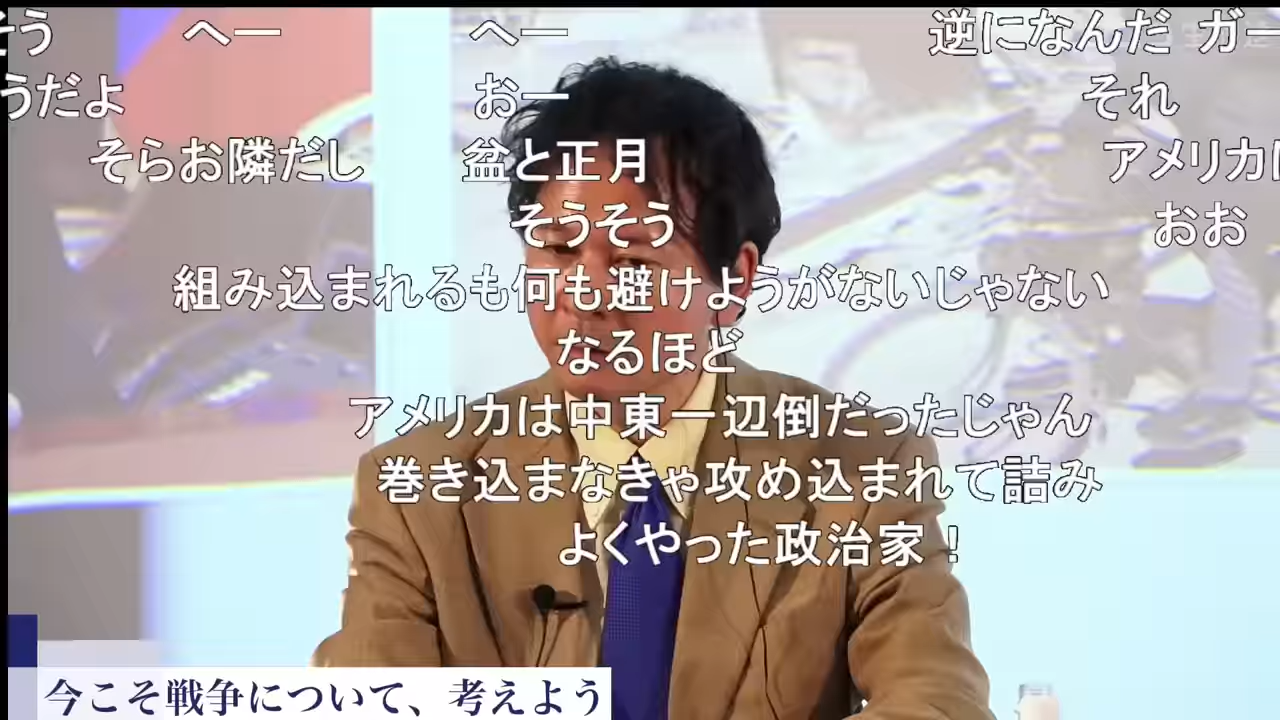 そう へー へー 逆になんだ ガー
うだよ おー それ
そらお隣だし 盆と正月 アメリカは
そうそう おお
組み込まれるも何も避けようがないじゃない
なるほど
アメリカは中東一辺倒だったじゃん
巻き込まなきゃ攻め込まれて詰み
よくやった政治家！
今こそ戦争について、考えよう